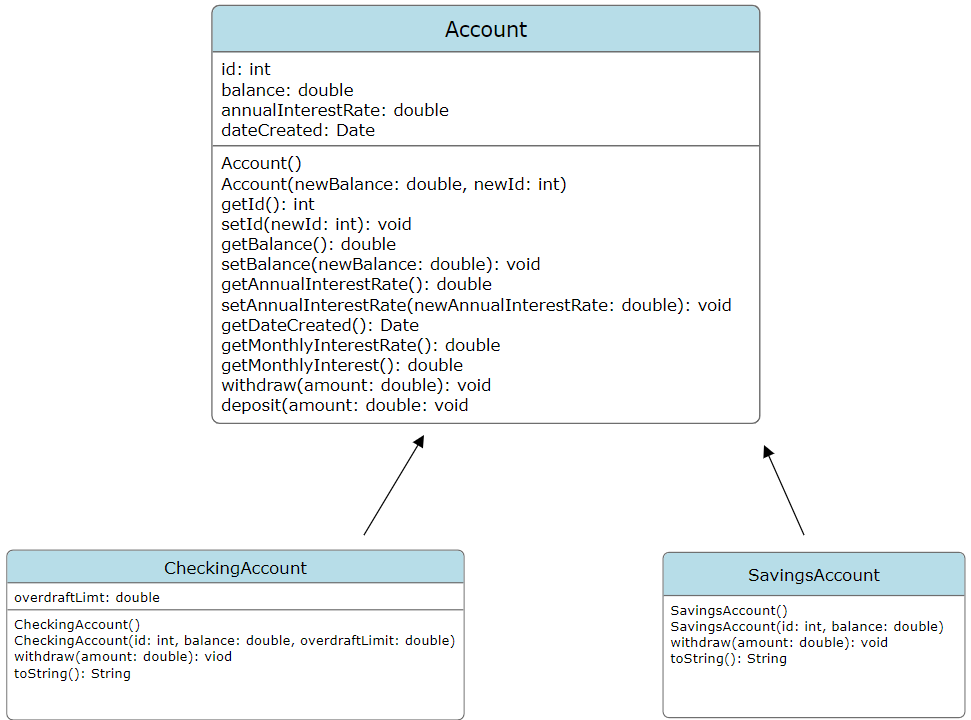 Account
id: int
balance: double
annualInterestRate: double
dateCreated: Date
Account()
Account(newBalance: double, newId: int)
getId(): int
setId(newId: int): void
getBalance(): double
setBalance(newBalance: double): void
getAnnualInterestRate(): double
setAnnualInterestRate(newAnnualInterestRate: double): void
getDateCreated(): Date
getMonthlyInterestRate(): double
getMonthlyInterest(): double
withdraw(amount: double): void
deposit(amount: double: void
CheckingAccount
overdraftLimt: double
CheckingAccount()
CheckingAccount(id: int, balance: double, overdraftLimit: double)
withdraw(amount: double): viod
toString(): String
SavingsAccount
SavingsAccount()
SavingsAccount(id: int, balance: double)
withdraw(amount: double): void
toString(): String